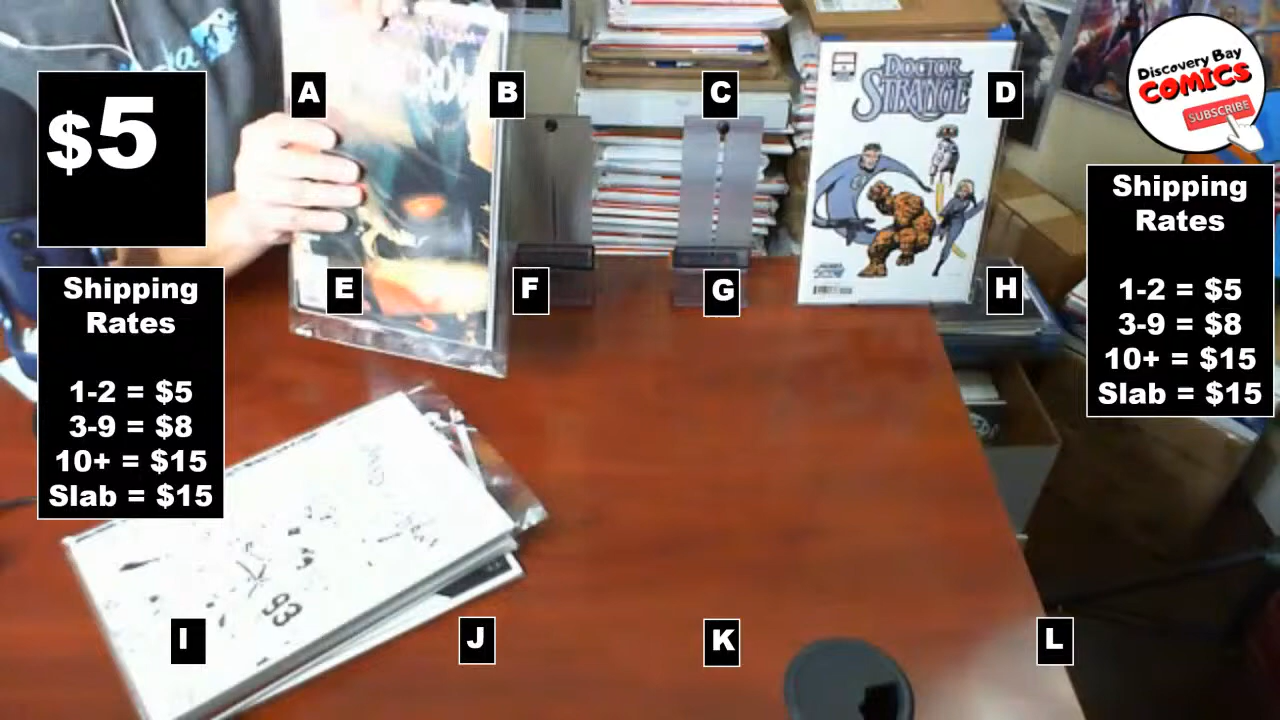 $5
Shipping
Rates
1-2 = $5
3-9 = $8
10+ = $15
Slab = $15
A
B
C
D
E
F
G
H
I
J
K
L
DOCTOR
STRANGE
93
Discovery Bay
COMICS
SUBSCRIBE
Shipping
Rates
1-2 = $5
3-9 = $8
10+ = $15
Slab = $15